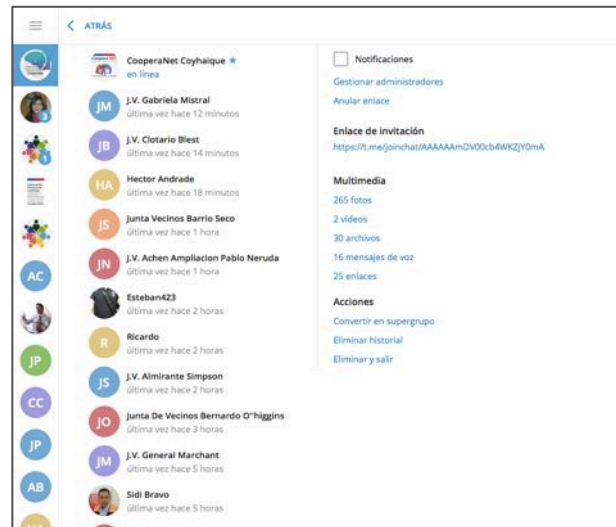 ATRÁS
3
1
AC
JP
CC
JP
AB
CooperaNet Coyhaique
en línea
JM
J.V. Gabriela Mistral
última vez hace 12 minutos
JB
J.V. Clotario Blest
última vez hace 14 minutos
HA
Hector Andrade
última vez hace 18 minutos
JS
Junta Vecinos Barrio Seco
última vez hace 1 hora
JN
J.V. Achen Ampliacion Pablo Neruda
última vez hace 1 hora
Esteban423
última vez hace 2 horas
R
Ricardo
última vez hace 2 horas
JS
J.V. Almirante Simpson
última vez hace 2 horas
JO
Junta De Vecinos Bernardo O''higgins
última vez hace 3 horas
JM
J.V. General Marchant
última vez hace 5 horas
Sidi Bravo
última vez hace 5 horas
Notificaciones
Gestionar administradores
Anular enlace
Enlace de invitación
https://t.me/joinchat/AAAAAAmDV00cb4WKZjY0mA
Multimedia
265 fotos
2 vídeos
30 archivos
16 mensajes de voz
25 enlaces
Acciones
Convertir en supergrupo
Eliminar historial
Eliminar y salir